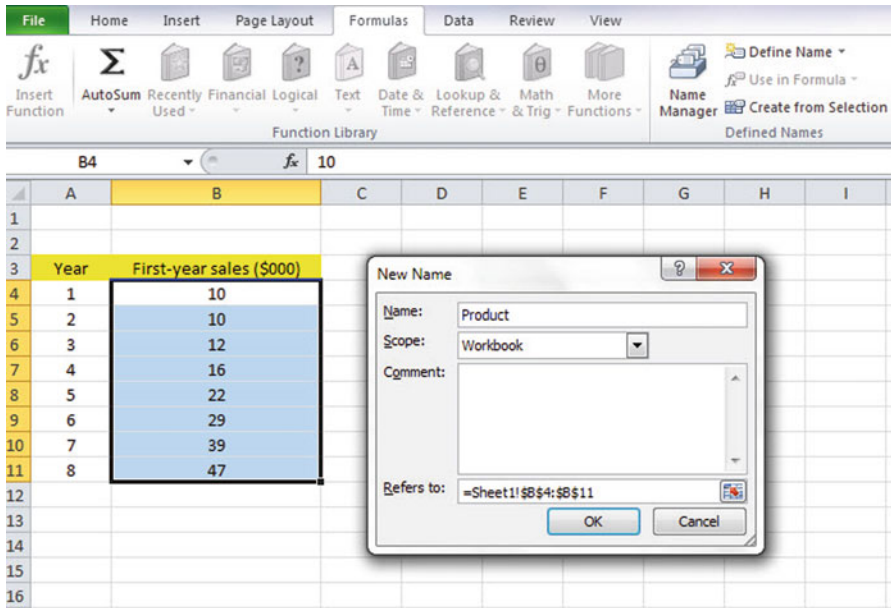 File Home Insert Page Layout Formulas Data Review View
fx Σ ? A θ
Insert Function AutoSum Recently Used Financial Logical Text Date & Time Lookup & Reference Math & Trig More Functions
Function Library
Name Manager
Define Name
Use in Formula
Create from Selection
Defined Names
B4 fx 10
A B C D E F G H I
1
2
3 Year First-year sales ($000)
4 1 10
5 2 10
6 3 12
7 4 16
8 5 22
9 6 29
10 7 39
11 8 47
12
13
14
15
16
New Name ? X
Name: Product
Scope: Workbook
Comment:
Refers to: =Sheet1!$B$4:$B$11
OK Cancel